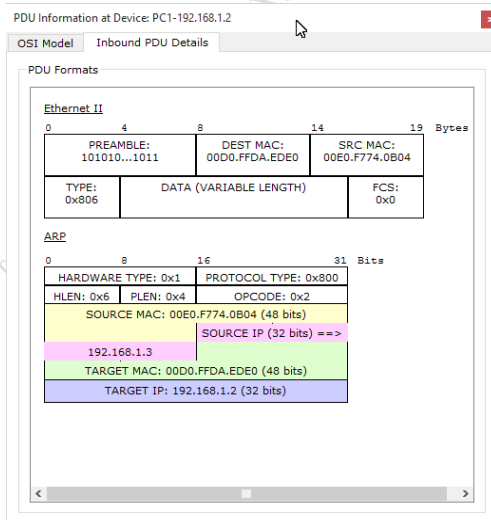 PDU Information at Device: PC1-192.168.1.2
OSI Model Inbound PDU Details
PDU Formats
Ethernet II
0 4 8 14 19 Bytes
PREAMBLE: DEST MAC: SRC MAC:
101010...1011 00D0.FFDA.EDE0 00E0.F774.0B04
TYPE: DATA (VARIABLE LENGTH) FCS:
0x806 0x0
ARP
0 8 16 31 Bits
HARDWARE TYPE: 0x1 PROTOCOL TYPE: 0x800
HLEN: 0x6 PLEN: 0x4 OPCODE: 0x2
SOURCE MAC: 00E0.F774.0B04 (48 bits)
SOURCE IP (32 bits) ==>
192.168.1.3
TARGET MAC: 00D0.FFDA.EDE0 (48 bits)
TARGET IP: 192.168.1.2 (32 bits)